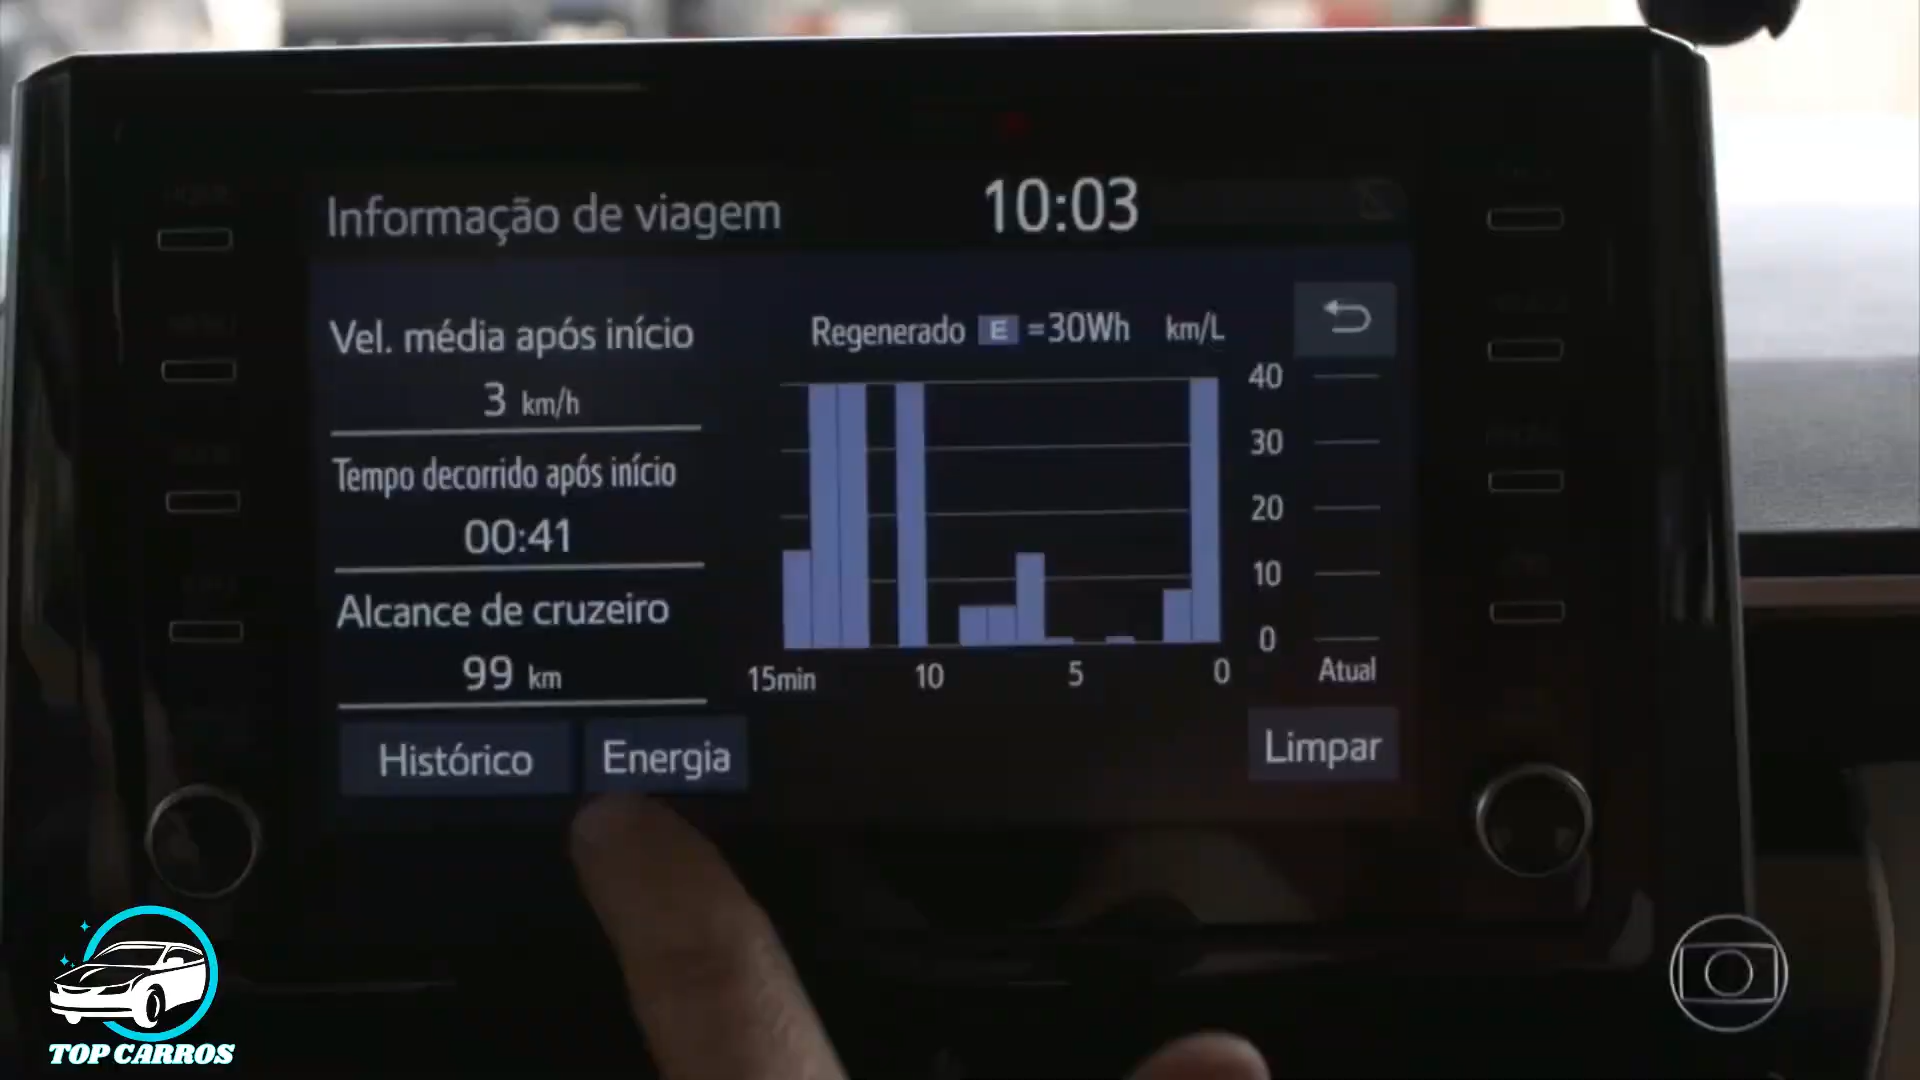 Informação de viagem
10:03
Vel. média após início
3 km/h
Tempo decorrido após início
00:41
Alcance de cruzeiro
99 km
Histórico
Energia
Regenerado E =30Wh km/L
40
30
20
10
0
15min 10 5 0
Atual
Limpar
TOP CARROS